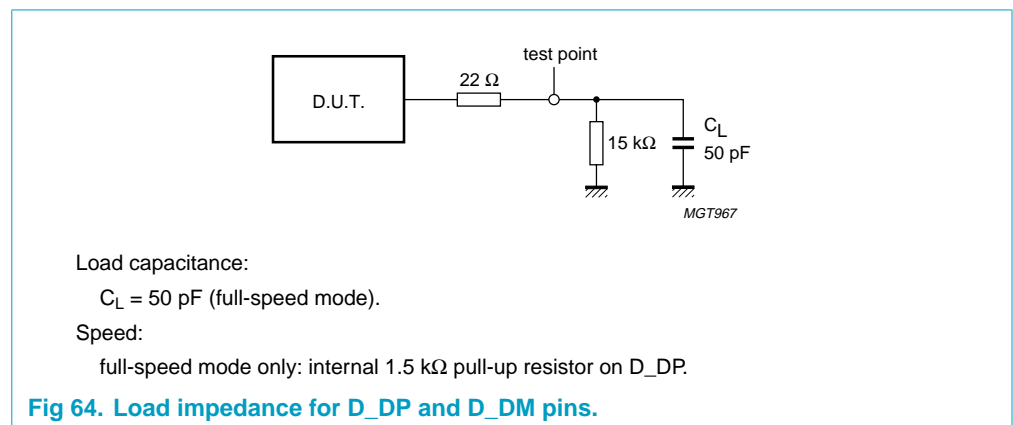 test point
22 Ω
D.U.T.
15 kΩ
C_L
50 pF
MGT967
Load capacitance:
C_L = 50 pF (full-speed mode).
Speed:
full-speed mode only: internal 1.5 kΩ pull-up resistor on D_DP.
Fig 64. Load impedance for D_DP and D_DM pins.